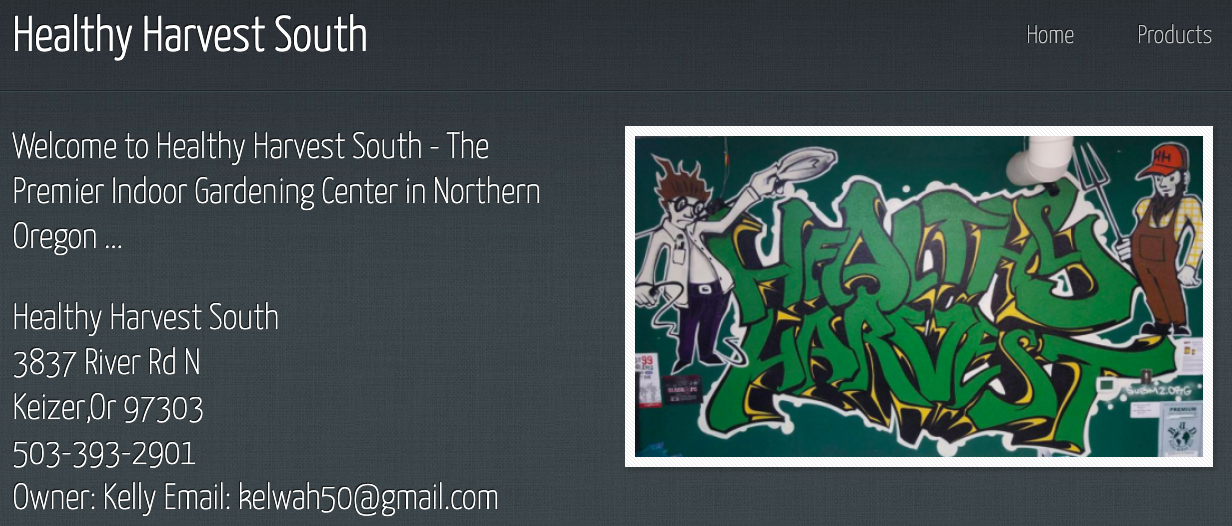 Healthy Harvest South
Home
Products
Welcome to Healthy Harvest South - The
Premier Indoor Gardening Center in Northern
Oregon ...
Healthy Harvest South
3837 River Rd N
Keizer,Or 97303
503-393-2901
Owner: Kelly Email: kelwah50@gmail.com
HEALTHY
HARVEST
HH
99
PREMIUM